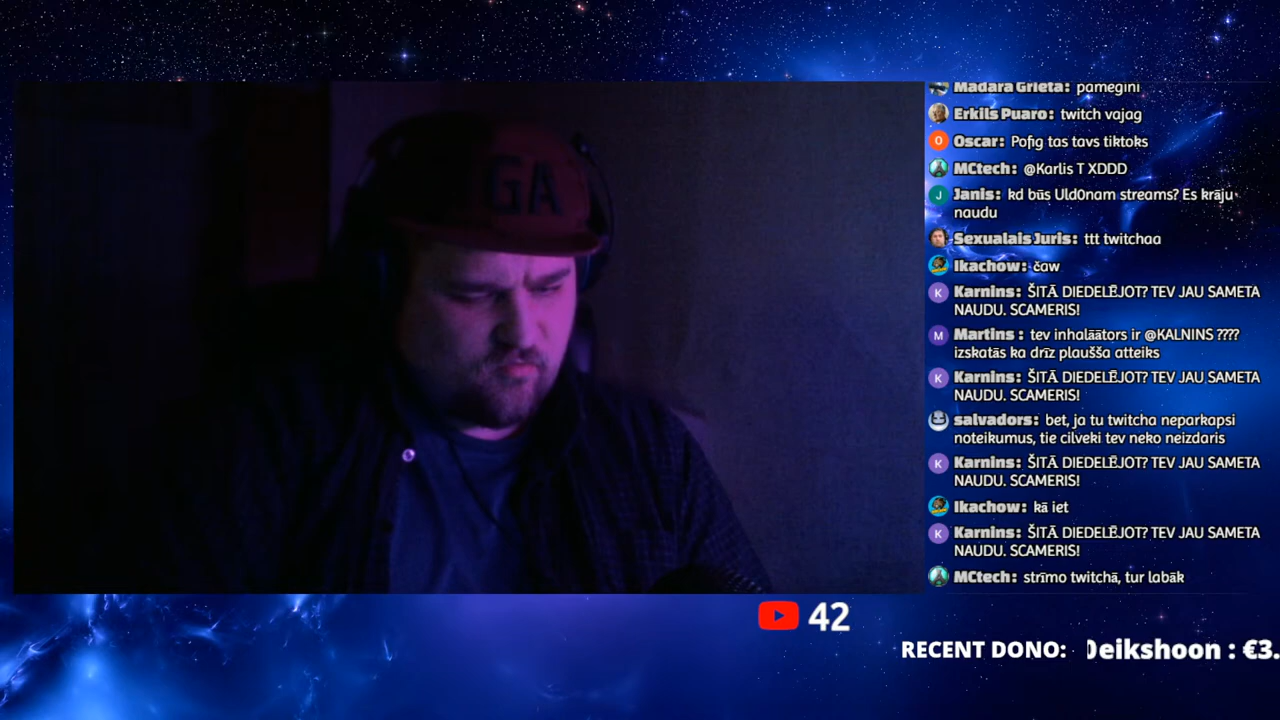 GA
Madara Grieta: pamegini
Erkils Puaro: twitch vajag
O
Oscar: Pofig tas tavs tiktoks
MCtech: @Karlis T XDDD
J
Janis: kd būs Uld0nam streams? Es krāju
naudu
Sexualais Juris: ttt twitchaa
Ikachow: čaw
K
Karnins: ŠITĀ DIEDELĒJOT? TEV JAU SAMETA
NAUDU. SCAMERIS!
M
Martins : tev inhalāātors ir @KALNINS ????
izskatās ka drīz plaušša atteiks
K
Karnins: ŠITĀ DIEDELĒJOT? TEV JAU SAMETA
NAUDU. SCAMERIS!
salvadors: bet, ja tu twitcha neparkapsi
noteikumus, tie cilveki tev neko neizdaris
K
Karnins: ŠITĀ DIEDELĒJOT? TEV JAU SAMETA
NAUDU. SCAMERIS!
Ikachow: kā iet
K
Karnins: ŠITĀ DIEDELĒJOT? TEV JAU SAMETA
NAUDU. SCAMERIS!
MCtech: strīmo twitchā, tur labāk
42
RECENT DONO: Deikshoon : €3.